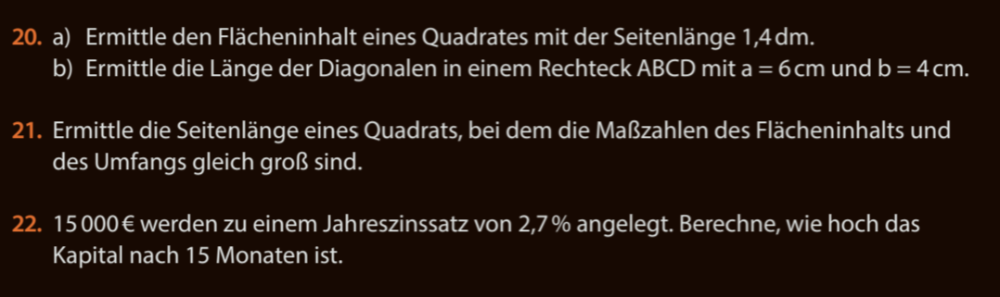 20. a) Ermittle den Flächeninhalt eines Quadrates mit der Seitenlänge 1,4 dm.
b) Ermittle die Länge der Diagonalen in einem Rechteck ABCD mit a = 6 cm und b = 4 cm.
21. Ermittle die Seitenlänge eines Quadrats, bei dem die Maßzahlen des Flächeninhalts und
des Umfangs gleich groß sind.
22. 15 000 € werden zu einem Jahreszinssatz von 2,7 % angelegt. Berechne, wie hoch das
Kapital nach 15 Monaten ist.